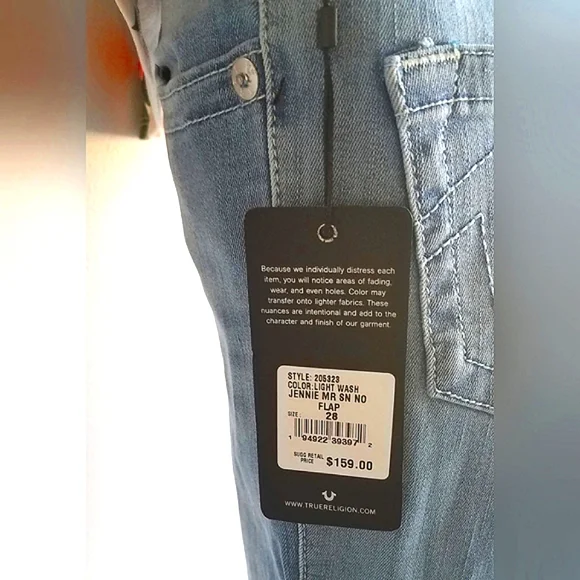 Because we individually distress each
item, you will notice areas of fading,
wear, and even holes. Color may
transfer onto lighter fabrics. These
nuances are intentional and add to the
character and finish of our garment.
STYLE: 205323
COLOR:LIGHT WASH
JENNIE MR SN NO
FLAP
SIZE: 28
1 94922 39397 2
SUGG RETAIL
PRICE $159.00
WWW.TRUERELIGION.COM